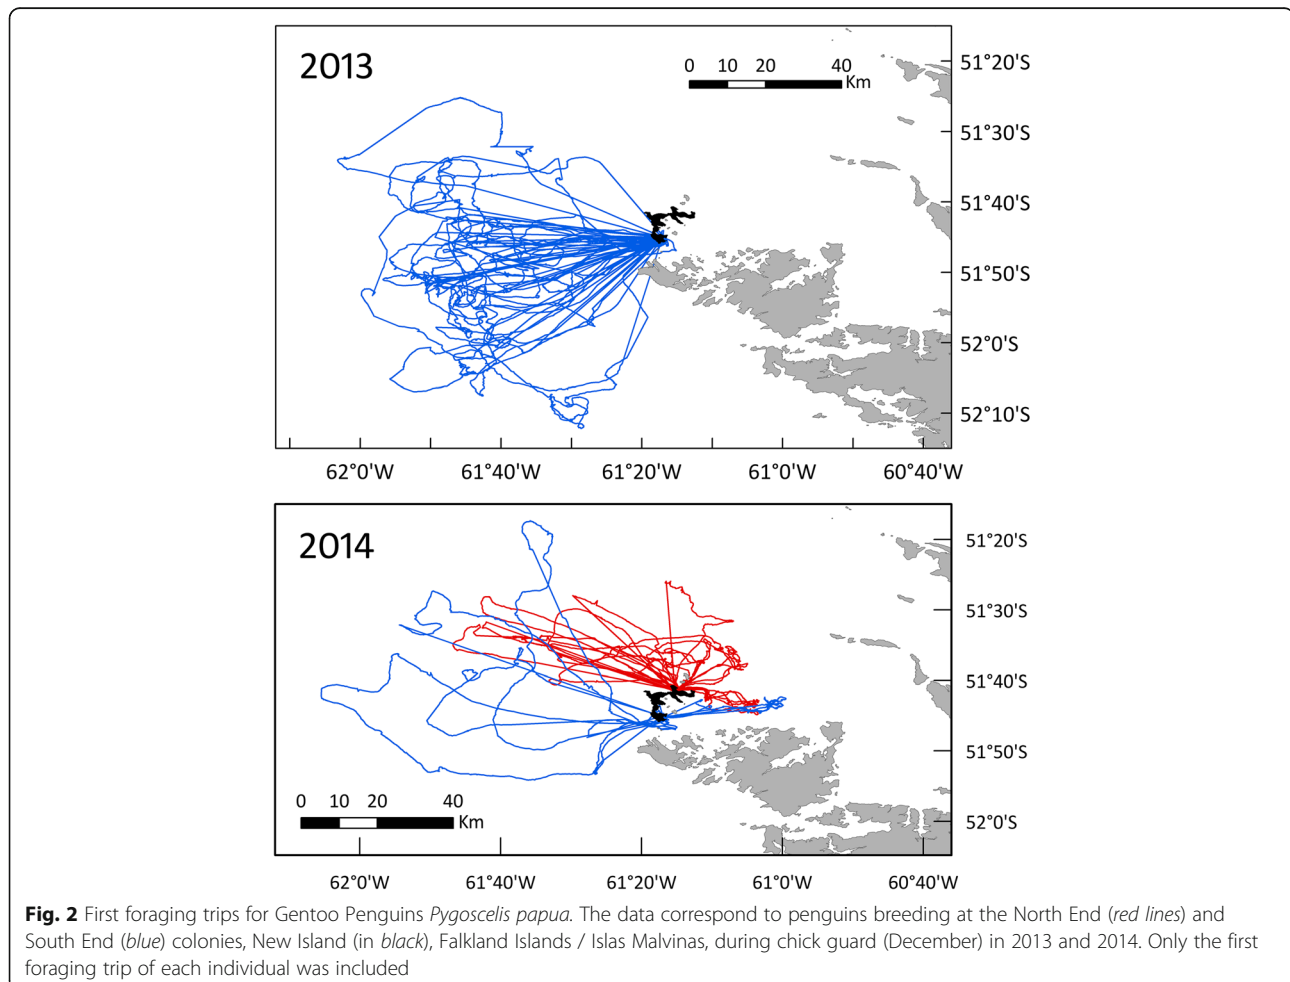 2013
0 10 20 40
Km
51°20'S
51°30'S
51°40'S
51°50'S
52°0'S
52°10'S
62°0'W 61°40'W 61°20'W 61°0'W 60°40'W
2014
0 10 20 40
Km
51°20'S
51°30'S
51°40'S
51°50'S
52°0'S
62°0'W 61°40'W 61°20'W 61°0'W 60°40'W
Fig. 2 First foraging trips for Gentoo Penguins Pygoscelis papua. The data correspond to penguins breeding at the North End (red lines) and
South End (blue) colonies, New Island (in black), Falkland Islands / Islas Malvinas, during chick guard (December) in 2013 and 2014. Only the first
foraging trip of each individual was included